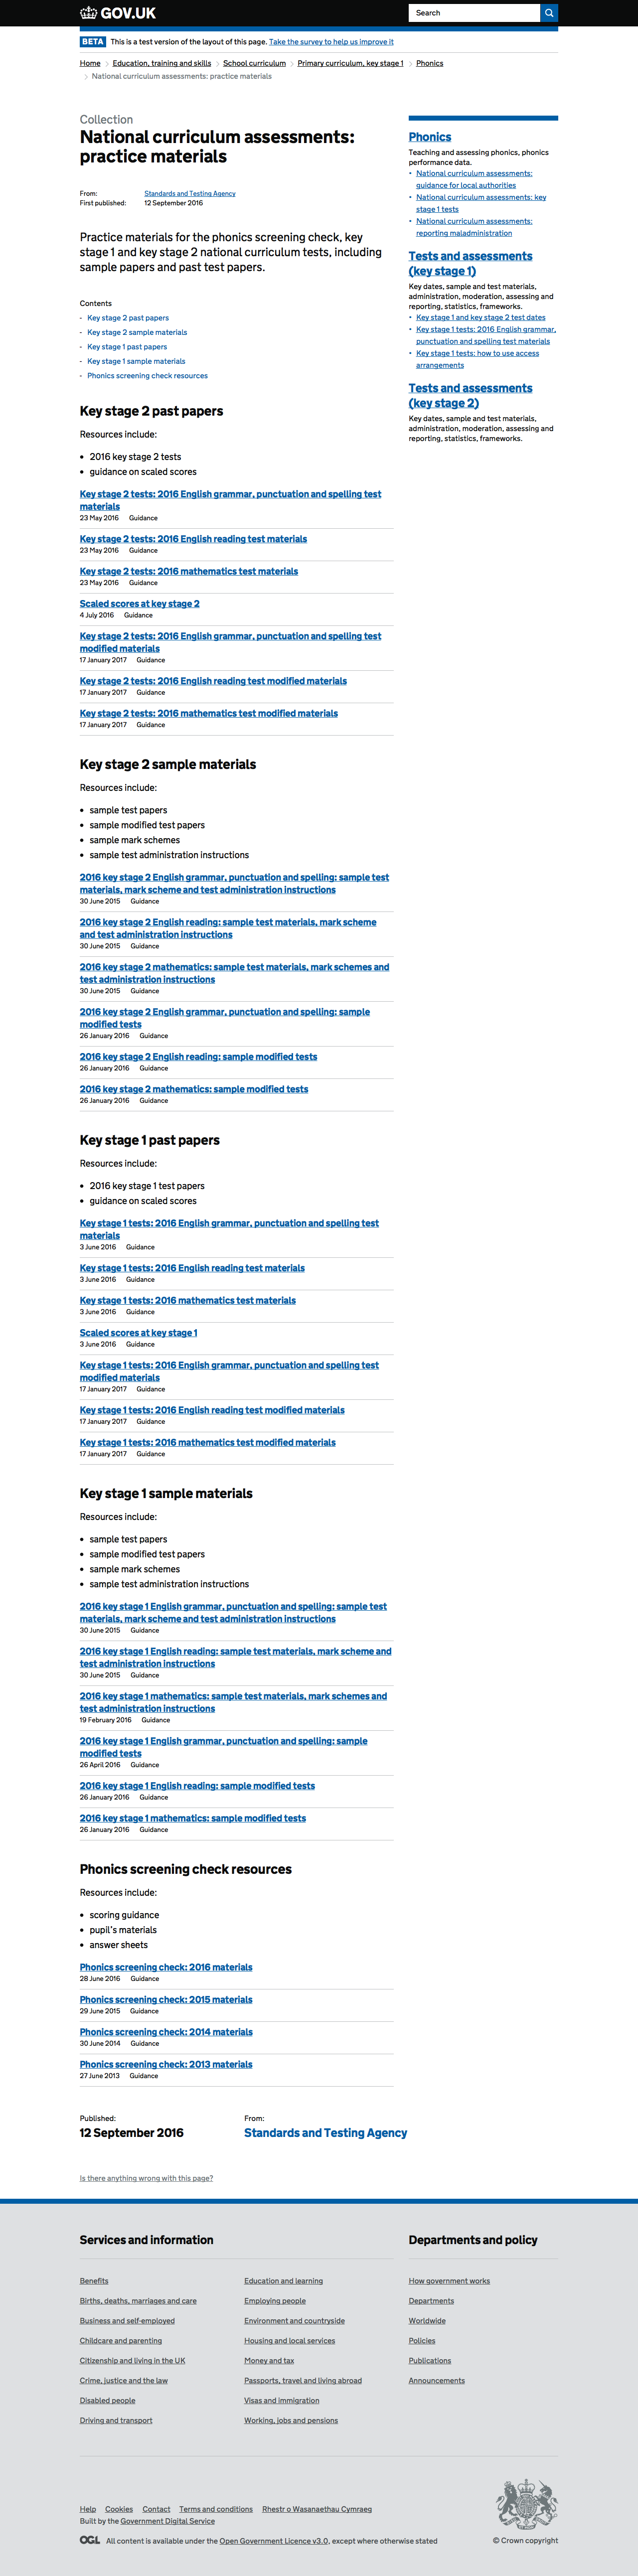 GOV.UK
Search
BETA This is a test version of the layout of this page. Take the survey to help us improve it
Home
Education, training and skills
School curriculum
Primary curriculum, key stage 1
Phonics
National curriculum assessments: practice materials
Collection
National curriculum assessments:
practice materials
From: Standards and Testing Agency
First published: 12 September 2016
Practice materials for the phonics screening check, key
stage 1 and key stage 2 national curriculum tests, including
sample papers and past test papers.
Contents
- Key stage 2 past papers
- Key stage 2 sample materials
- Key stage 1 past papers
- Key stage 1 sample materials
- Phonics screening check resources
Key stage 2 past papers
Resources include:
• 2016 key stage 2 tests
• guidance on scaled scores
Key stage 2 tests: 2016 English grammar, punctuation and spelling test
materials
23 May 2016 Guidance
Key stage 2 tests: 2016 English reading test materials
23 May 2016 Guidance
Key stage 2 tests: 2016 mathematics test materials
23 May 2016 Guidance
Scaled scores at key stage 2
4 July 2016 Guidance
Key stage 2 tests: 2016 English grammar, punctuation and spelling test
modified materials
17 January 2017 Guidance
Key stage 2 tests: 2016 English reading test modified materials
17 January 2017 Guidance
Key stage 2 tests: 2016 mathematics test modified materials
17 January 2017 Guidance
Key stage 2 sample materials
Resources include:
• sample test papers
• sample modified test papers
• sample mark schemes
• sample test administration instructions
2016 key stage 2 English grammar, punctuation and spelling: sample test
materials, mark scheme and test administration instructions
30 June 2015 Guidance
2016 key stage 2 English reading: sample test materials, mark scheme
and test administration instructions
30 June 2015 Guidance
2016 key stage 2 mathematics: sample test materials, mark schemes and
test administration instructions
30 June 2015 Guidance
2016 key stage 2 English grammar, punctuation and spelling: sample
modified tests
26 January 2016 Guidance
2016 key stage 2 English reading: sample modified tests
26 January 2016 Guidance
2016 key stage 2 mathematics: sample modified tests
26 January 2016 Guidance
Key stage 1 past papers
Resources include:
• 2016 key stage 1 test papers
• guidance on scaled scores
Key stage 1 tests: 2016 English grammar, punctuation and spelling test
materials
3 June 2016 Guidance
Key stage 1 tests: 2016 English reading test materials
3 June 2016 Guidance
Key stage 1 tests: 2016 mathematics test materials
3 June 2016 Guidance
Scaled scores at key stage 1
3 June 2016 Guidance
Key stage 1 tests: 2016 English grammar, punctuation and spelling test
modified materials
17 January 2017 Guidance
Key stage 1 tests: 2016 English reading test modified materials
17 January 2017 Guidance
Key stage 1 tests: 2016 mathematics test modified materials
17 January 2017 Guidance
Key stage 1 sample materials
Resources include:
• sample test papers
• sample modified test papers
• sample mark schemes
• sample test administration instructions
2016 key stage 1 English grammar, punctuation and spelling: sample test
materials, mark scheme and test administration instructions
30 June 2015 Guidance
2016 key stage 1 English reading: sample test materials, mark scheme and
test administration instructions
30 June 2015 Guidance
2016 key stage 1 mathematics: sample test materials, mark schemes and
test administration instructions
19 February 2016 Guidance
2016 key stage 1 English grammar, punctuation and spelling: sample
modified tests
26 April 2016 Guidance
2016 key stage 1 English reading: sample modified tests
26 January 2016 Guidance
2016 key stage 1 mathematics: sample modified tests
26 January 2016 Guidance
Phonics screening check resources
Resources include:
• scoring guidance
• pupil's materials
• answer sheets
Phonics screening check: 2016 materials
28 June 2016 Guidance
Phonics screening check: 2015 materials
29 June 2015 Guidance
Phonics screening check: 2014 materials
30 June 2014 Guidance
Phonics screening check: 2013 materials
27 June 2013 Guidance
Phonics
Teaching and assessing phonics, phonics
performance data.
• National curriculum assessments:
guidance for local authorities
• National curriculum assessments: key
stage 1 tests
• National curriculum assessments:
reporting maladministration
Tests and assessments
(key stage 1)
Key dates, sample and test materials,
administration, moderation, assessing and
reporting, statistics, frameworks.
• Key stage 1 and key stage 2 test dates
• Key stage 1 tests: 2016 English grammar,
punctuation and spelling test materials
• Key stage 1 tests: how to use access
arrangements
Tests and assessments
(key stage 2)
Key dates, sample and test materials,
administration, moderation, assessing and
reporting, statistics, frameworks.
Published:
12 September 2016
From:
Standards and Testing Agency
Is there anything wrong with this page?
Services and information
Benefits
Births, deaths, marriages and care
Business and self-employed
Childcare and parenting
Citizenship and living in the UK
Crime, justice and the law
Disabled people
Driving and transport
Education and learning
Employing people
Environment and countryside
Housing and local services
Money and tax
Passports, travel and living abroad
Visas and immigration
Working, jobs and pensions
Departments and policy
How government works
Departments
Worldwide
Policies
Publications
Announcements
Help Cookies Contact Terms and conditions Rhestr o Wasanaethau Cymraeg
Built by the Government Digital Service
OGL All content is available under the Open Government Licence v3.0, except where otherwise stated
© Crown copyright